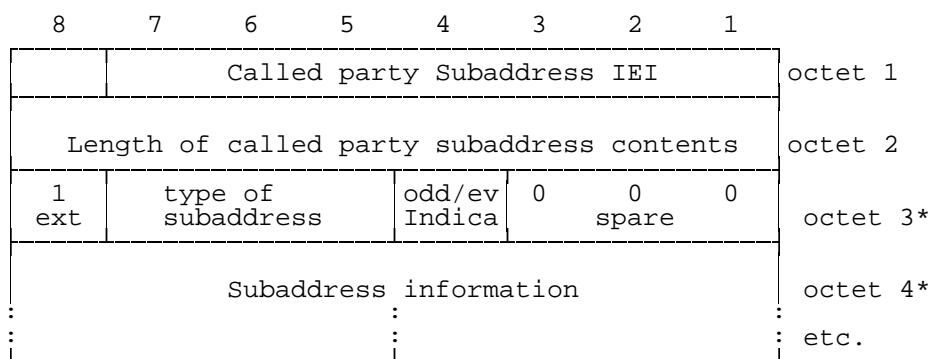 8 7 6 5 4 3 2 1
Called party Subaddress IEI octet 1
Length of called party subaddress contents octet 2
1 type of odd/ev 0 0 0
ext subaddress Indica spare octet 3*
Subaddress information octet 4*
: : :
: : : etc.